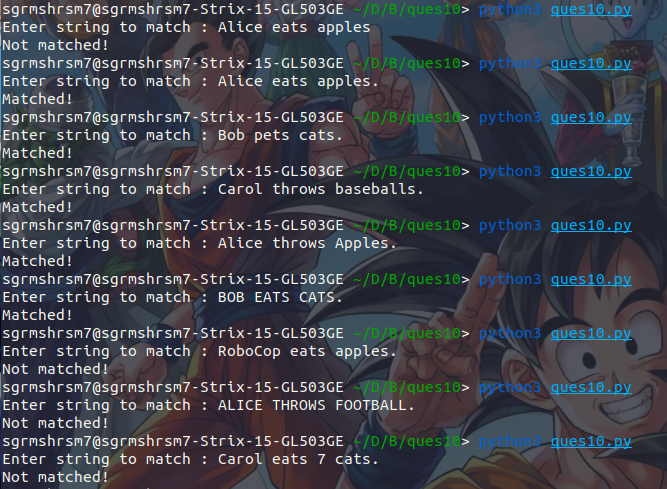 sgrmshrsm7@sgrmshrsm7-Strix-15-GL503GE ~/D/B/ques10> python3 ques10.py
Enter string to match : Alice eats apples
Not matched!
sgrmshrsm7@sgrmshrsm7-Strix-15-GL503GE ~/D/B/ques10> python3 ques10.py
Enter string to match : Alice eats apples.
Matched!
sgrmshrsm7@sgrmshrsm7-Strix-15-GL503GE ~/D/B/ques10> python3 ques10.py
Enter string to match : Bob pets cats.
Matched!
sgrmshrsm7@sgrmshrsm7-Strix-15-GL503GE ~/D/B/ques10> python3 ques10.py
Enter string to match : Carol throws baseballs.
Matched!
sgrmshrsm7@sgrmshrsm7-Strix-15-GL503GE ~/D/B/ques10> python3 ques10.py
Enter string to match : Alice throws Apples.
Matched!
sgrmshrsm7@sgrmshrsm7-Strix-15-GL503GE ~/D/B/ques10> python3 ques10.py
Enter string to match : BOB EATS CATS.
Matched!
sgrmshrsm7@sgrmshrsm7-Strix-15-GL503GE ~/D/B/ques10> python3 ques10.py
Enter string to match : RoboCop eats apples.
Not matched!
sgrmshrsm7@sgrmshrsm7-Strix-15-GL503GE ~/D/B/ques10> python3 ques10.py
Enter string to match : ALICE THROWS FOOTBALL.
Not matched!
sgrmshrsm7@sgrmshrsm7-Strix-15-GL503GE ~/D/B/ques10> python3 ques10.py
Enter string to match : Carol eats 7 cats.
Not matched!